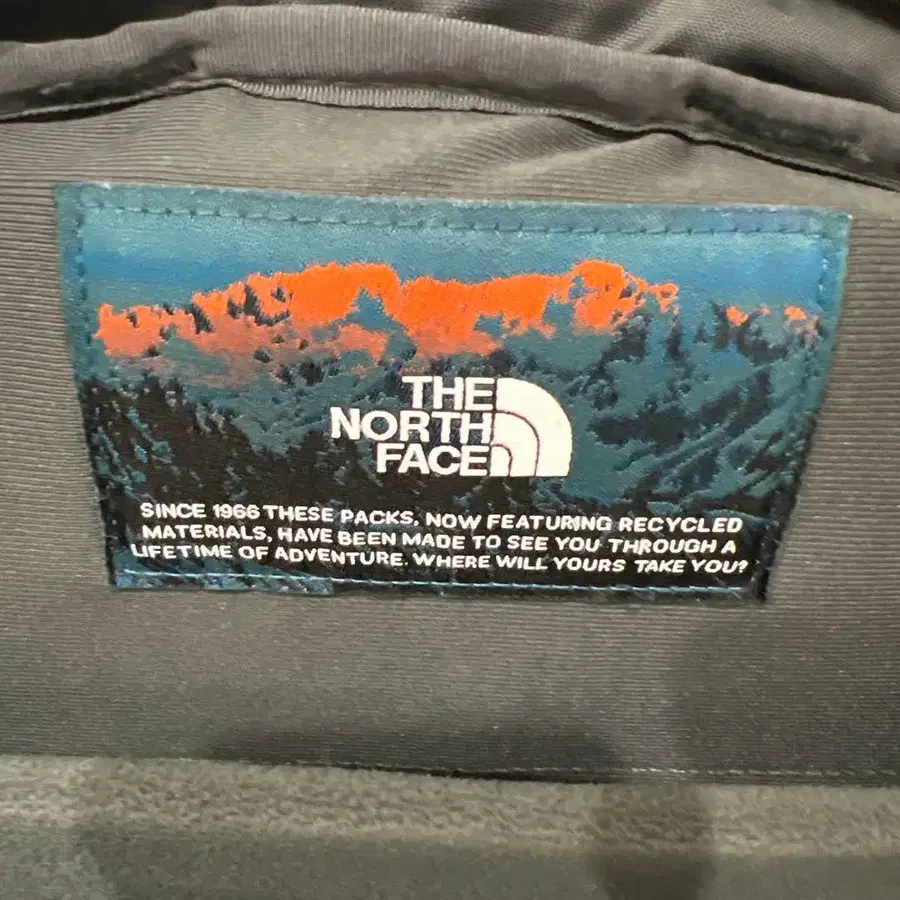 THE
NORTH
FACE
SINCE 1966 THESE PACKS, NOW FEATURING RECYCLED
MATERIALS, HAVE BEEN MADE TO SEE YOU THROUGH A
LIFETIME OF ADVENTURE. WHERE WILL YOURS TAKE YOU?